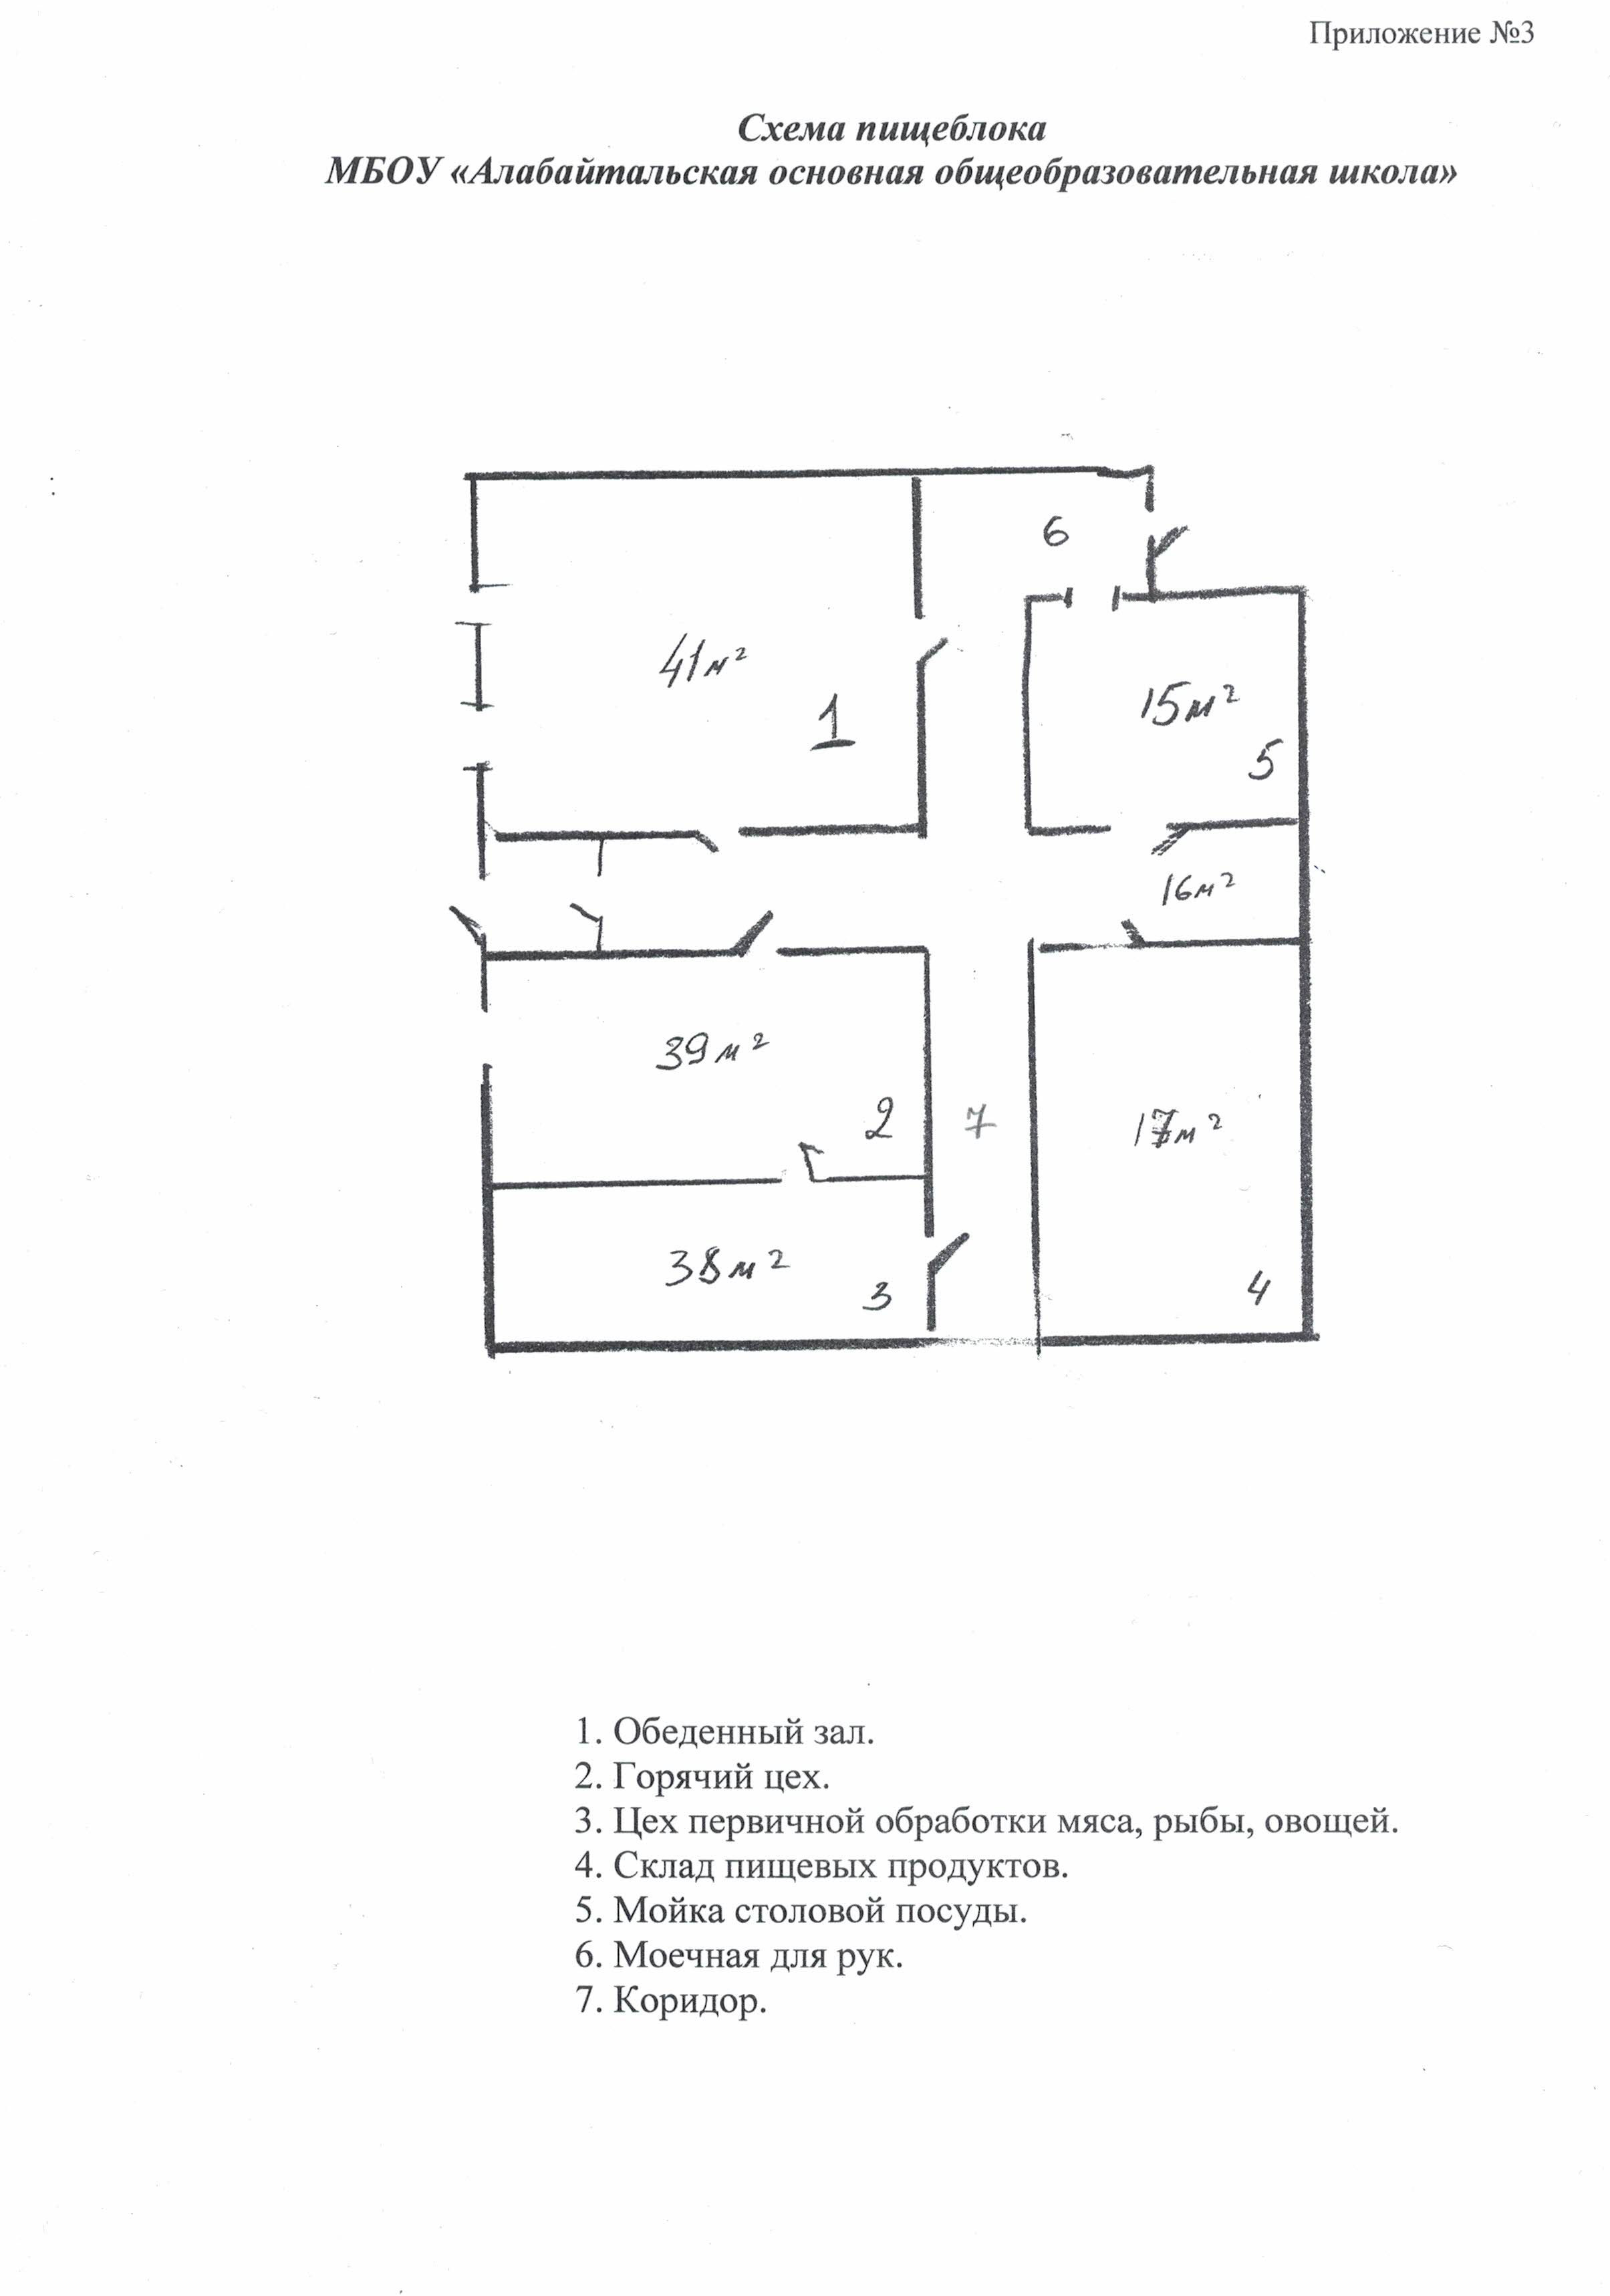 Приложение №3
Схема пищеблока
МБОУ «Алабайтальская основная общеобразовательная школа»
6
41м²
1
15м²
5
16м²
39м²
2
7
17м²
38м²
3
4
1. Обеденный зал.
2. Горячий цех.
3. Цех первичной обработки мяса, рыбы, овощей.
4. Склад пищевых продуктов.
5. Мойка столовой посуды.
6. Моечная для рук.
7. Коридор.